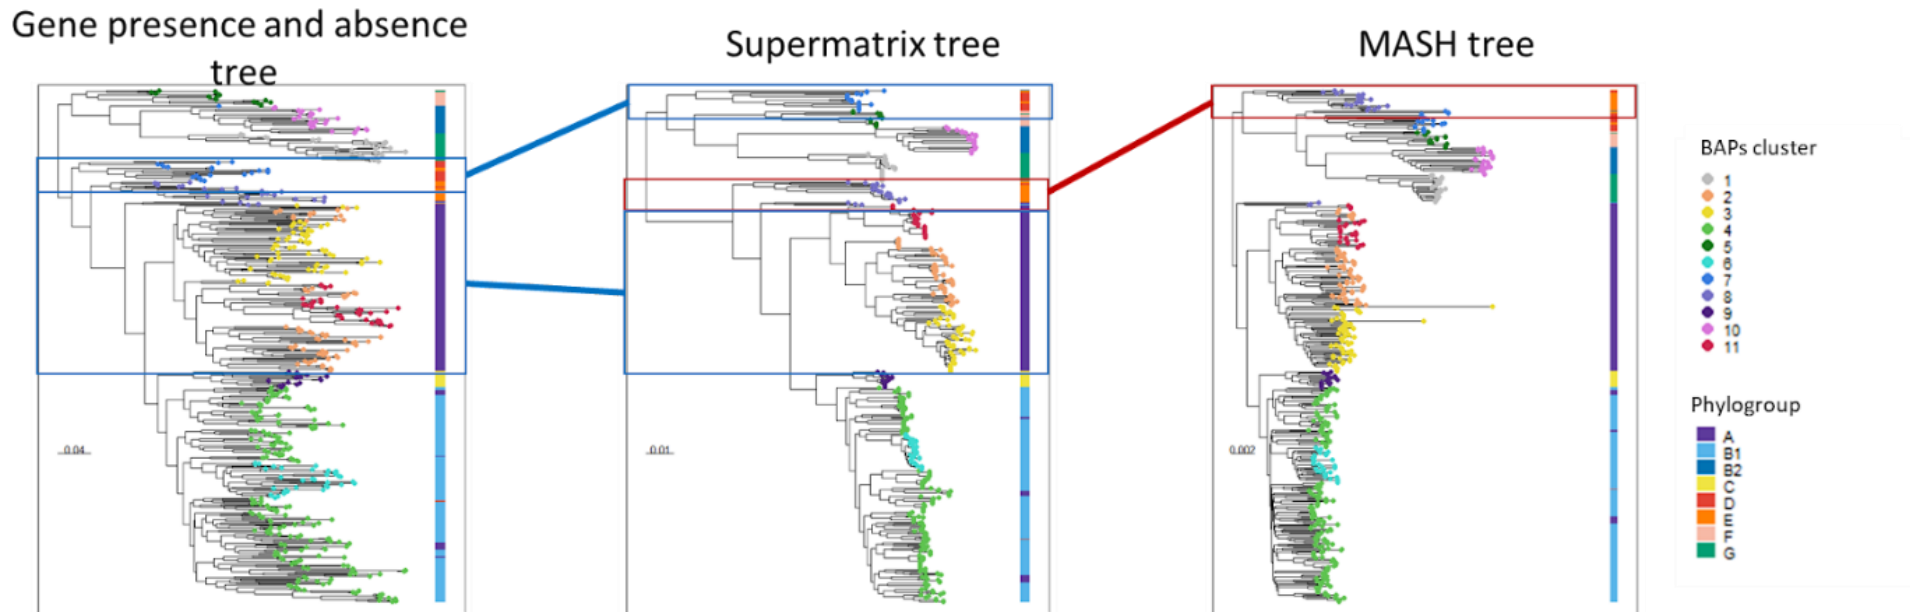 Gene presence and absence
tree
Supermatrix tree
MASH tree
0.04
0.01
0.002
BAPs cluster
1
2
3
4
5
6
7
8
9
10
11
Phylogroup
A
B1
B2
C
D
E
F
G